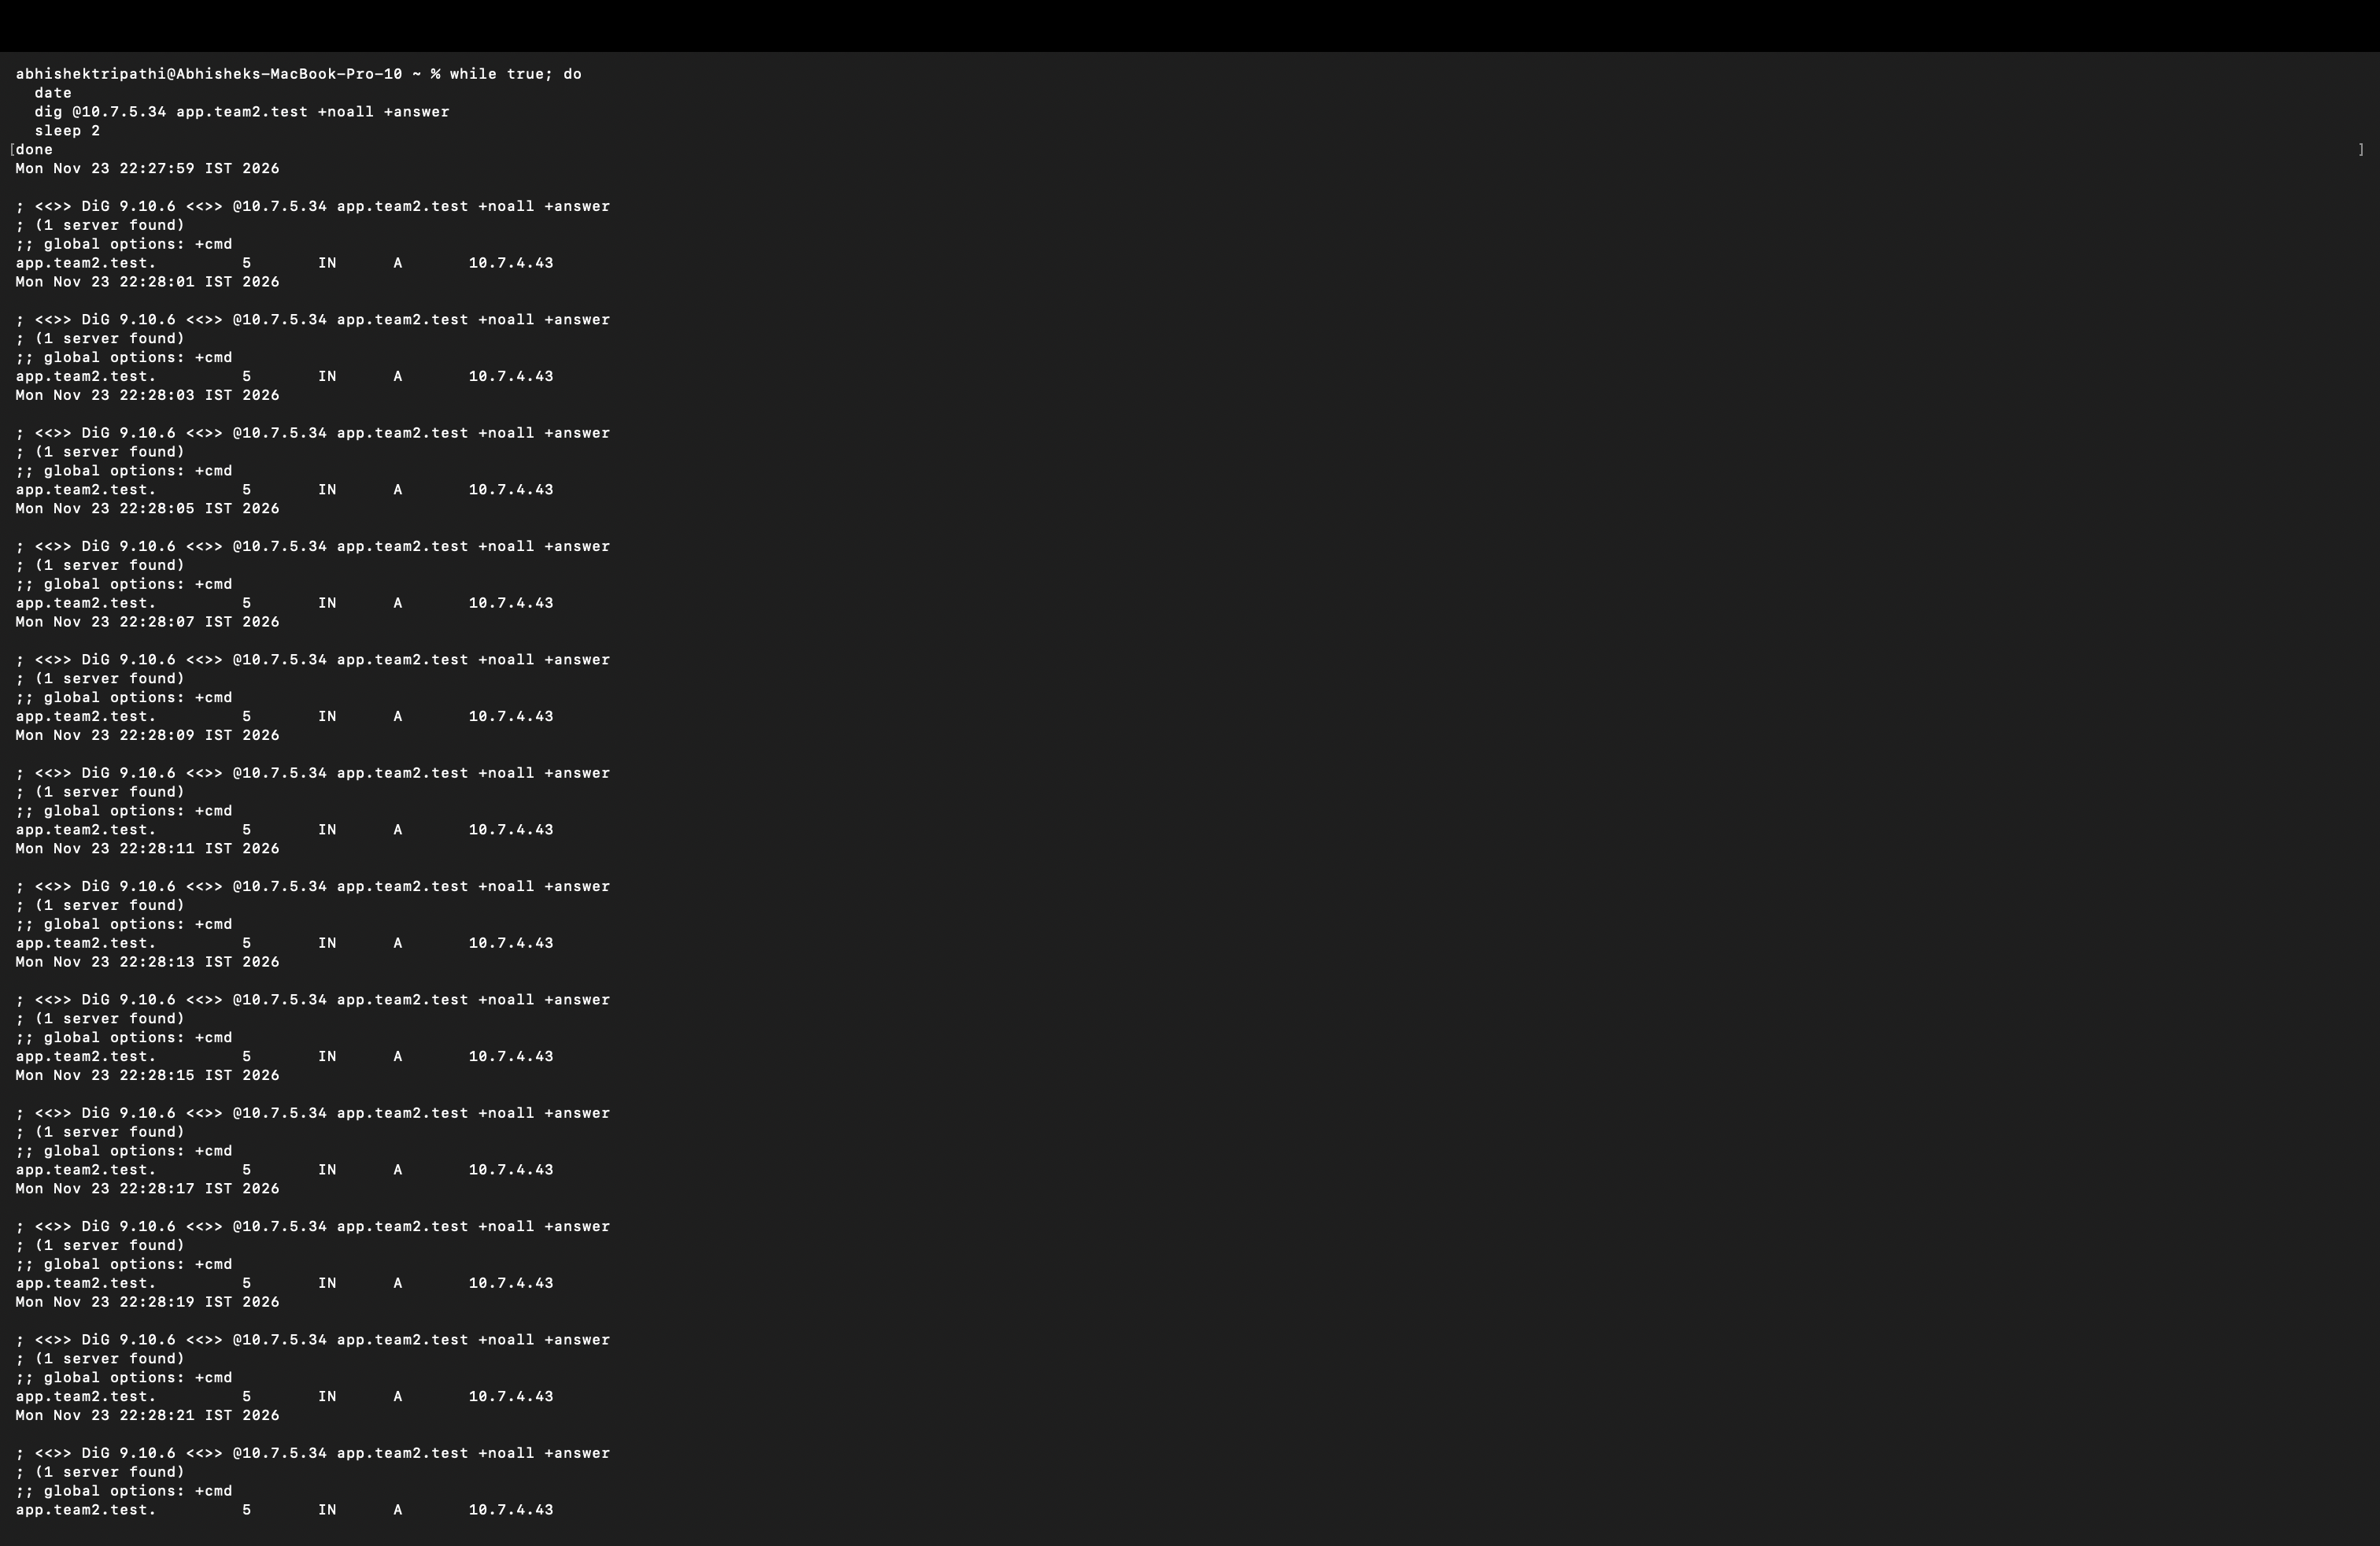 abhishektripathi@Abhisheks-MacBook-Pro-10 ~ % while true; do
  date
  dig @10.7.5.34 app.team2.test +noall +answer
  sleep 2
[done ]
Mon Nov 23 22:27:59 IST 2026

; <<>> DiG 9.10.6 <<>> @10.7.5.34 app.team2.test +noall +answer
; (1 server found)
;; global options: +cmd
app.team2.test.		5	IN	A	10.7.4.43
Mon Nov 23 22:28:01 IST 2026

; <<>> DiG 9.10.6 <<>> @10.7.5.34 app.team2.test +noall +answer
; (1 server found)
;; global options: +cmd
app.team2.test.		5	IN	A	10.7.4.43
Mon Nov 23 22:28:03 IST 2026

; <<>> DiG 9.10.6 <<>> @10.7.5.34 app.team2.test +noall +answer
; (1 server found)
;; global options: +cmd
app.team2.test.		5	IN	A	10.7.4.43
Mon Nov 23 22:28:05 IST 2026

; <<>> DiG 9.10.6 <<>> @10.7.5.34 app.team2.test +noall +answer
; (1 server found)
;; global options: +cmd
app.team2.test.		5	IN	A	10.7.4.43
Mon Nov 23 22:28:07 IST 2026

; <<>> DiG 9.10.6 <<>> @10.7.5.34 app.team2.test +noall +answer
; (1 server found)
;; global options: +cmd
app.team2.test.		5	IN	A	10.7.4.43
Mon Nov 23 22:28:09 IST 2026

; <<>> DiG 9.10.6 <<>> @10.7.5.34 app.team2.test +noall +answer
; (1 server found)
;; global options: +cmd
app.team2.test.		5	IN	A	10.7.4.43
Mon Nov 23 22:28:11 IST 2026

; <<>> DiG 9.10.6 <<>> @10.7.5.34 app.team2.test +noall +answer
; (1 server found)
;; global options: +cmd
app.team2.test.		5	IN	A	10.7.4.43
Mon Nov 23 22:28:13 IST 2026

; <<>> DiG 9.10.6 <<>> @10.7.5.34 app.team2.test +noall +answer
; (1 server found)
;; global options: +cmd
app.team2.test.		5	IN	A	10.7.4.43
Mon Nov 23 22:28:15 IST 2026

; <<>> DiG 9.10.6 <<>> @10.7.5.34 app.team2.test +noall +answer
; (1 server found)
;; global options: +cmd
app.team2.test.		5	IN	A	10.7.4.43
Mon Nov 23 22:28:17 IST 2026

; <<>> DiG 9.10.6 <<>> @10.7.5.34 app.team2.test +noall +answer
; (1 server found)
;; global options: +cmd
app.team2.test.		5	IN	A	10.7.4.43
Mon Nov 23 22:28:19 IST 2026

; <<>> DiG 9.10.6 <<>> @10.7.5.34 app.team2.test +noall +answer
; (1 server found)
;; global options: +cmd
app.team2.test.		5	IN	A	10.7.4.43
Mon Nov 23 22:28:21 IST 2026

; <<>> DiG 9.10.6 <<>> @10.7.5.34 app.team2.test +noall +answer
; (1 server found)
;; global options: +cmd
app.team2.test.		5	IN	A	10.7.4.43